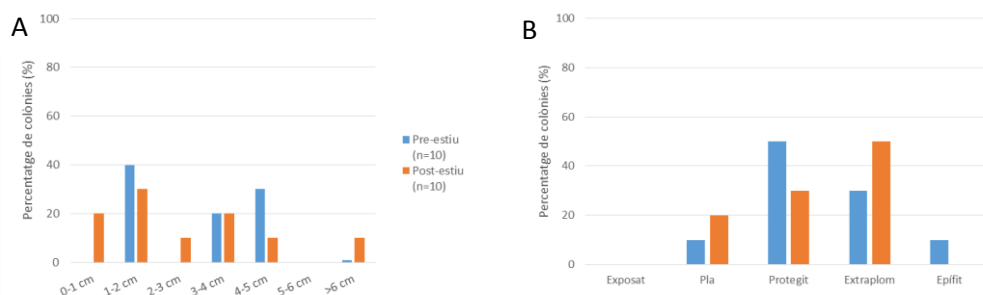 A
Percentatge de colònies (%)
100
80
60
40
20
0
0-1 cm
1-2 cm
2-3 cm
3-4 cm
4-5 cm
5-6 cm
>6 cm
Pre-estiu
(n=10)
Post-estiu
(n=10)
B
Percentatge de colònies (%)
100
80
60
40
20
0
Exposat
Pla
Protegit
Extraplom
Epífit